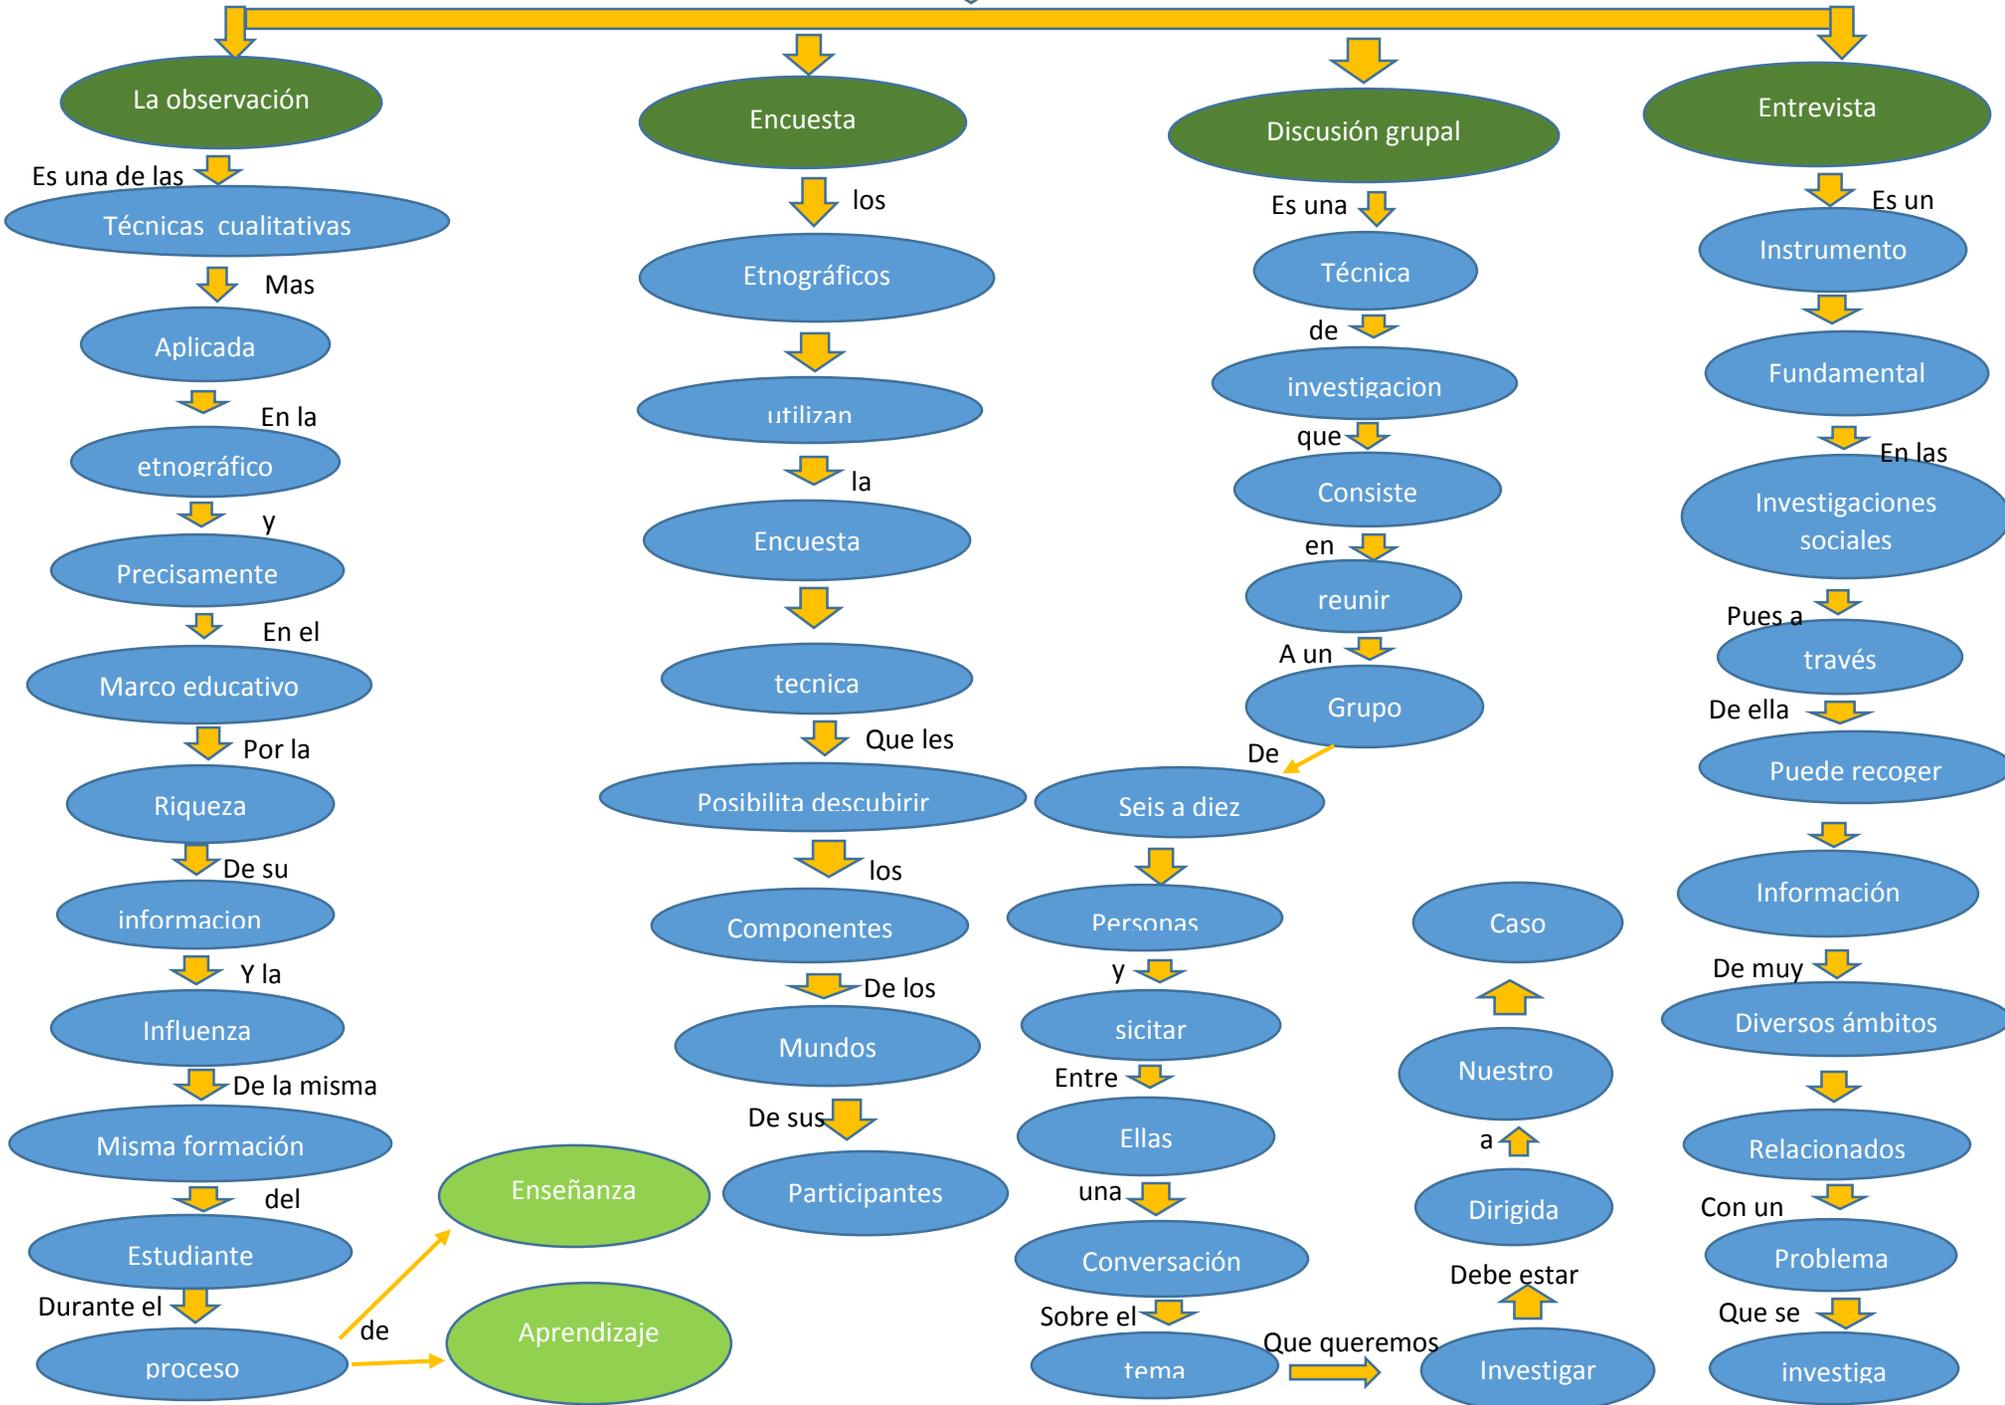 La observación
Es una de las
Técnicas cualitativas
Mas
Aplicada
En la
etnográfico
y
Precisamente
En el
Marco educativo
Por la
Riqueza
De su
informacion
Y la
Influenza
De la misma
Misma formación
del
Estudiante
Durante el
proceso
de
Enseñanza
Aprendizaje
Encuesta
los
Etnográficos
utilizan
la
Encuesta
tecnica
Que les
Posibilita descubirir
los
Componentes
De los
Mundos
De sus
Participantes
Discusión grupal
Es una
Técnica
de
investigacion
que
Consiste
en
reunir
A un
Grupo
De
Seis a diez
Personas
y
sicitar
Entre
Ellas
una
Conversación
Sobre el
tema
Que queremos
Investigar
Debe estar
Dirigida
a
Nuestro
Caso
Entrevista
Es un
Instrumento
Fundamental
En las
Investigaciones
sociales
Pues a
través
De ella
Puede recoger
Información
De muy
Diversos ámbitos
Relacionados
Con un
Problema
Que se
investiga